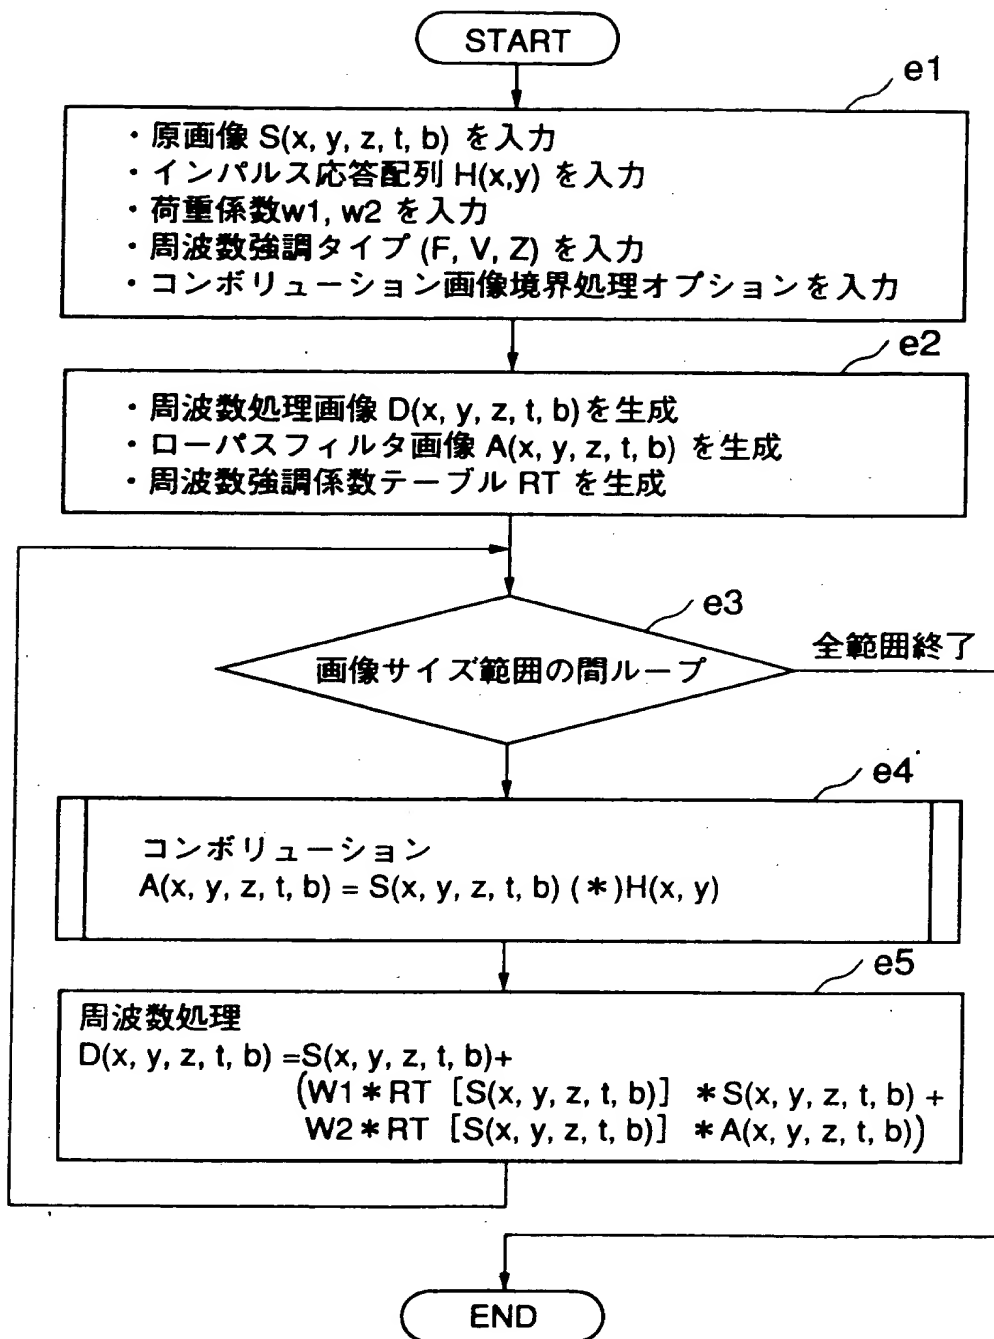 START
e1
・原画像 S(x, y, z, t, b) を入力
・インパルス応答配列 H(x,y) を入力
・荷重係数w1, w2 を入力
・周波数強調タイプ (F, V, Z) を入力
・コンボリューション画像境界処理オプションを入力
e2
・周波数処理画像 D(x, y, z, t, b)を生成
・ローパスフィルタ画像 A(x, y, z, t, b) を生成
・周波数強調係数テーブル RT を生成
e3
画像サイズ範囲の間ループ
全範囲終了
e4
コンボリューション
A(x, y, z, t, b) = S(x, y, z, t, b) (＊)H(x, y)
e5
周波数処理
D(x, y, z, t, b) =S(x, y, z, t, b)+
(W1＊RT [S(x, y, z, t, b)] ＊S(x, y, z, t, b) +
W2＊RT [S(x, y, z, t, b)] ＊A(x, y, z, t, b))
END